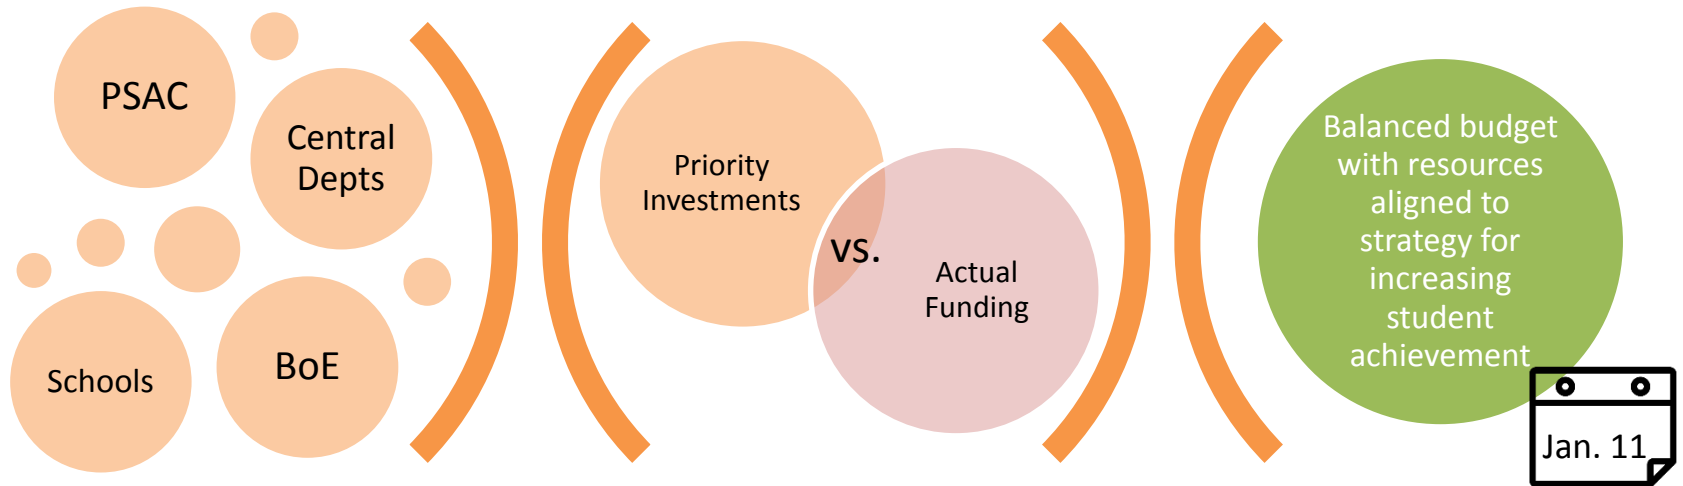 PSAC
Central
Depts
Schools
BoE
Priority
Investments
vs.
Actual
Funding
Balanced budget
with resources
aligned to
strategy for
increasing
student
achievement
Jan. 11